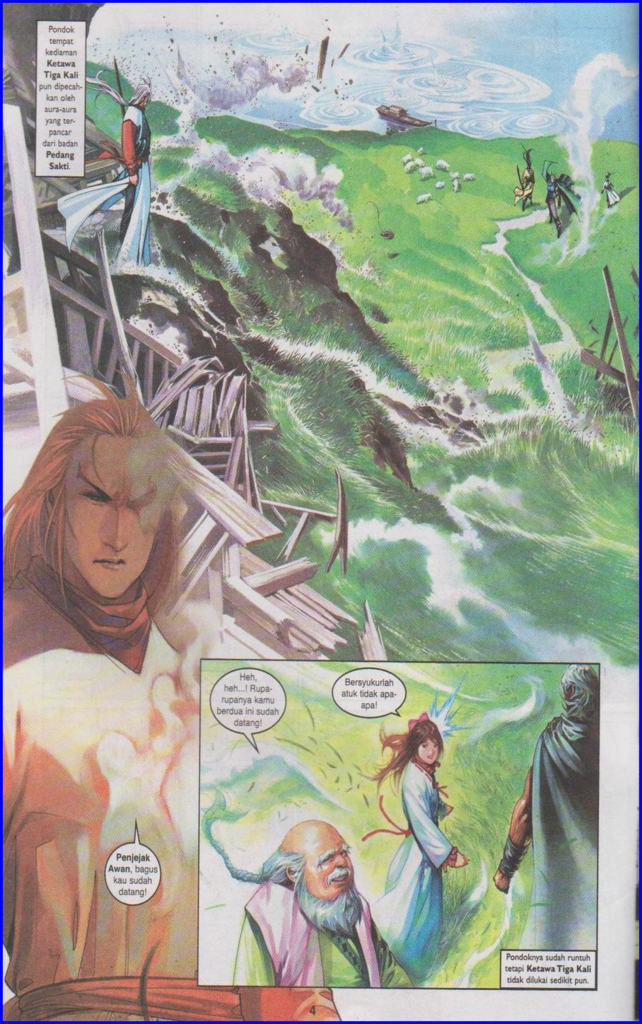 Pondok
tempat
kediaman
Ketawa
Tiga Kali
pun dipecah-
kan oleh
aura-aura
yang ter-
pancar
dari badan
Pedang
Sakti.
Penjejak
Awan, bagus
kau sudah
datang!
Heh,
heh...! Rupa-
rupanya kamu
berdua ini sudah
datang!
Bersyukurlah
atuk tidak apa-
apa!
Pondoknya sudah runtuh
tetapi Ketawa Tiga Kali
tidak dilukai sedikit pun.
4